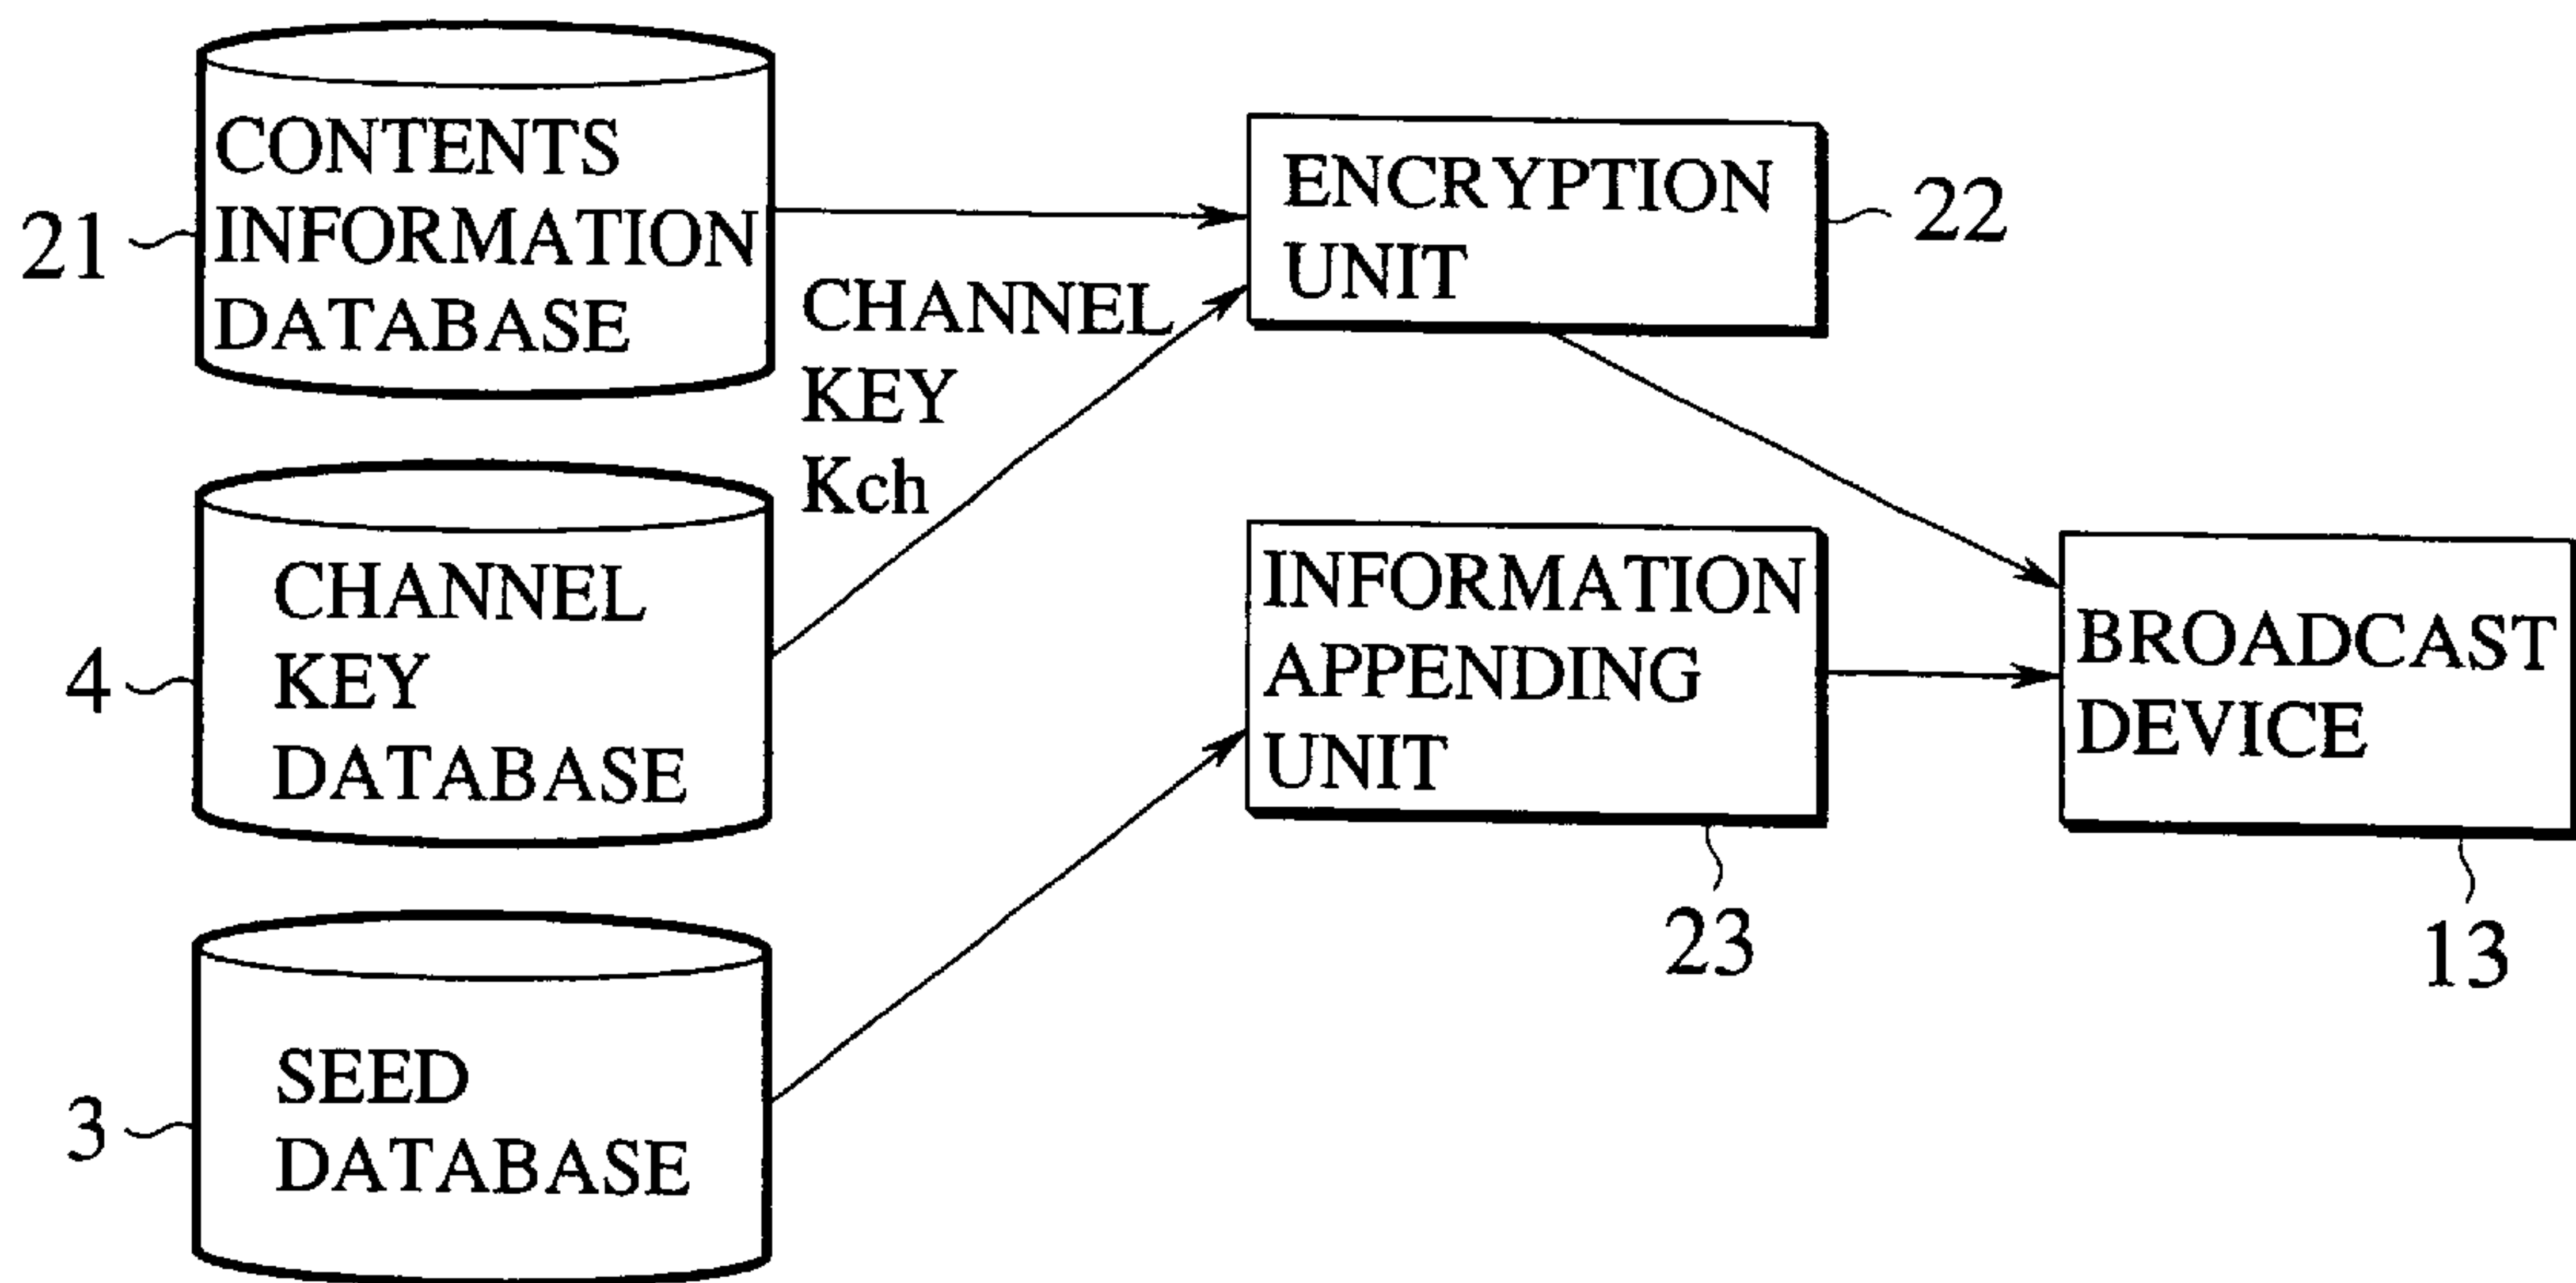 CONTENTS
INFORMATION
DATABASE
21
CHANNEL
KEY
Kch
ENCRYPTION
UNIT
22
CHANNEL
KEY
DATABASE
4
INFORMATION
APPENDING
UNIT
23
BROADCAST
DEVICE
13
SEED
DATABASE
3